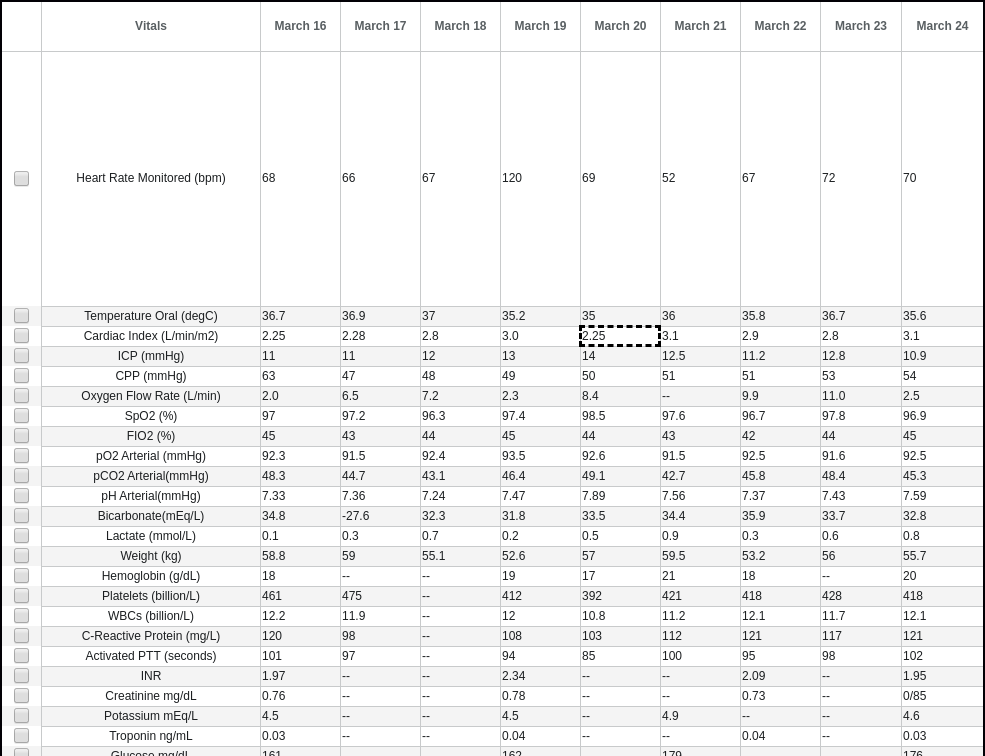 Vitals March 16 March 17 March 18 March 19 March 20 March 21 March 22 March 23 March 24
Heart Rate Monitored (bpm) 68 66 67 120 69 52 67 72 70
Temperature Oral (degC) 36.7 36.9 37 35.2 35 36 35.8 36.7 35.6
Cardiac Index (L/min/m2) 2.25 2.28 2.8 3.0 2.25 3.1 2.9 2.8 3.1
ICP (mmHg) 11 11 12 13 14 12.5 11.2 12.8 10.9
CPP (mmHg) 63 47 48 49 50 51 51 53 54
Oxygen Flow Rate (L/min) 2.0 6.5 7.2 2.3 8.4 -- 9.9 11.0 2.5
SpO2 (%) 97 97.2 96.3 97.4 98.5 97.6 96.7 97.8 96.9
FIO2 (%) 45 43 44 45 44 43 42 44 45
pO2 Arterial (mmHg) 92.3 91.5 92.4 93.5 92.6 91.5 92.5 91.6 92.5
pCO2 Arterial(mmHg) 48.3 44.7 43.1 46.4 49.1 42.7 45.8 48.4 45.3
pH Arterial(mmHg) 7.33 7.36 7.24 7.47 7.89 7.56 7.37 7.43 7.59
Bicarbonate(mEq/L) 34.8 -27.6 32.3 31.8 33.5 34.4 35.9 33.7 32.8
Lactate (mmol/L) 0.1 0.3 0.7 0.2 0.5 0.9 0.3 0.6 0.8
Weight (kg) 58.8 59 55.1 52.6 57 59.5 53.2 56 55.7
Hemoglobin (g/dL) 18 -- -- 19 17 21 18 -- 20
Platelets (billion/L) 461 475 -- 412 392 421 418 428 418
WBCs (billion/L) 12.2 11.9 -- 12 10.8 11.2 12.1 11.7 12.1
C-Reactive Protein (mg/L) 120 98 -- 108 103 112 121 117 121
Activated PTT (seconds) 101 97 -- 94 85 100 95 98 102
INR 1.97 -- -- 2.34 -- -- 2.09 -- 1.95
Creatinine mg/dL 0.76 -- -- 0.78 -- -- 0.73 -- 0/85
Potassium mEq/L 4.5 -- -- 4.5 -- 4.9 -- -- 4.6
Troponin ng/mL 0.03 -- -- 0.04 -- -- 0.04 -- 0.03
Glucose mg/dL 161 162 179 176